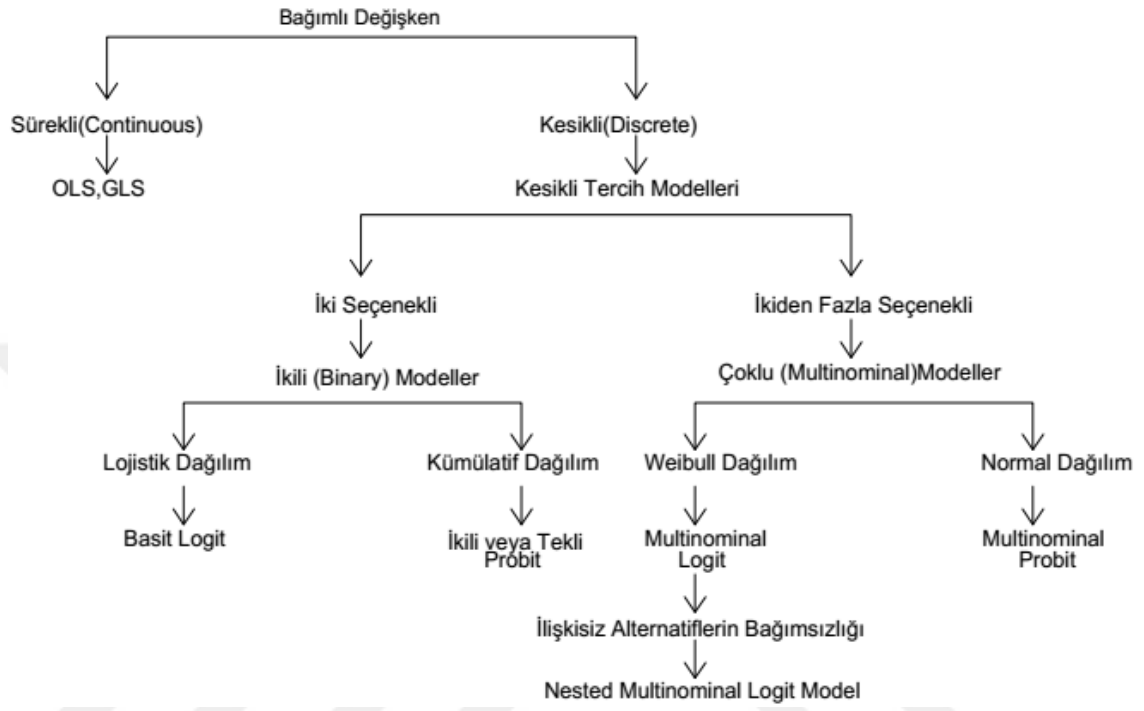 Bağımlı Değişken
Sürekli(Continuous)
Kesikli(Discrete)
OLS,GLS
Kesikli Tercih Modelleri
İki Seçenekli
İkiden Fazla Seçenekli
İkili (Binary) Modeller
Çoklu (Multinominal)Modeller
Lojistik Dağılım
Kümülatif Dağılım
Weibull Dağılım
Normal Dağılım
Basit Logit
İkili veya Tekli
Probit
Multinominal
Logit
Multinominal
Probit
İlişkisiz Alternatiflerin Bağımsızlığı
Nested Multinominal Logit Model